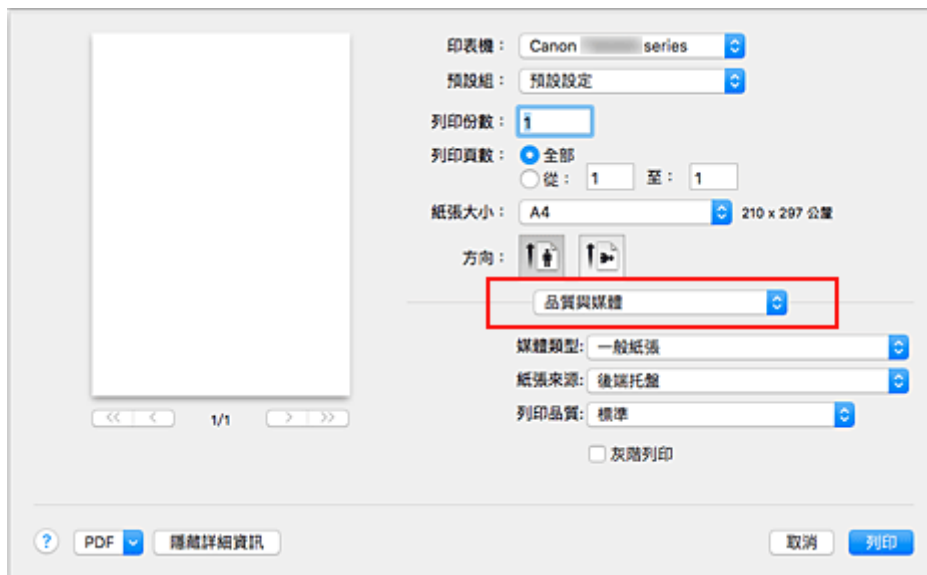 印表機： Canon series
預設組： 預設設定
列印份數： 1
列印頁數： 全部
從： 1 至： 1
紙張大小： A4 210 x 297 公釐
方向：
品質與媒體
媒體類型: 一般紙張
紙張來源: 後端托盤
列印品質: 標準
灰階列印
<< < 1/1 > >>
? PDF 隱藏詳細資訊 取消 列印